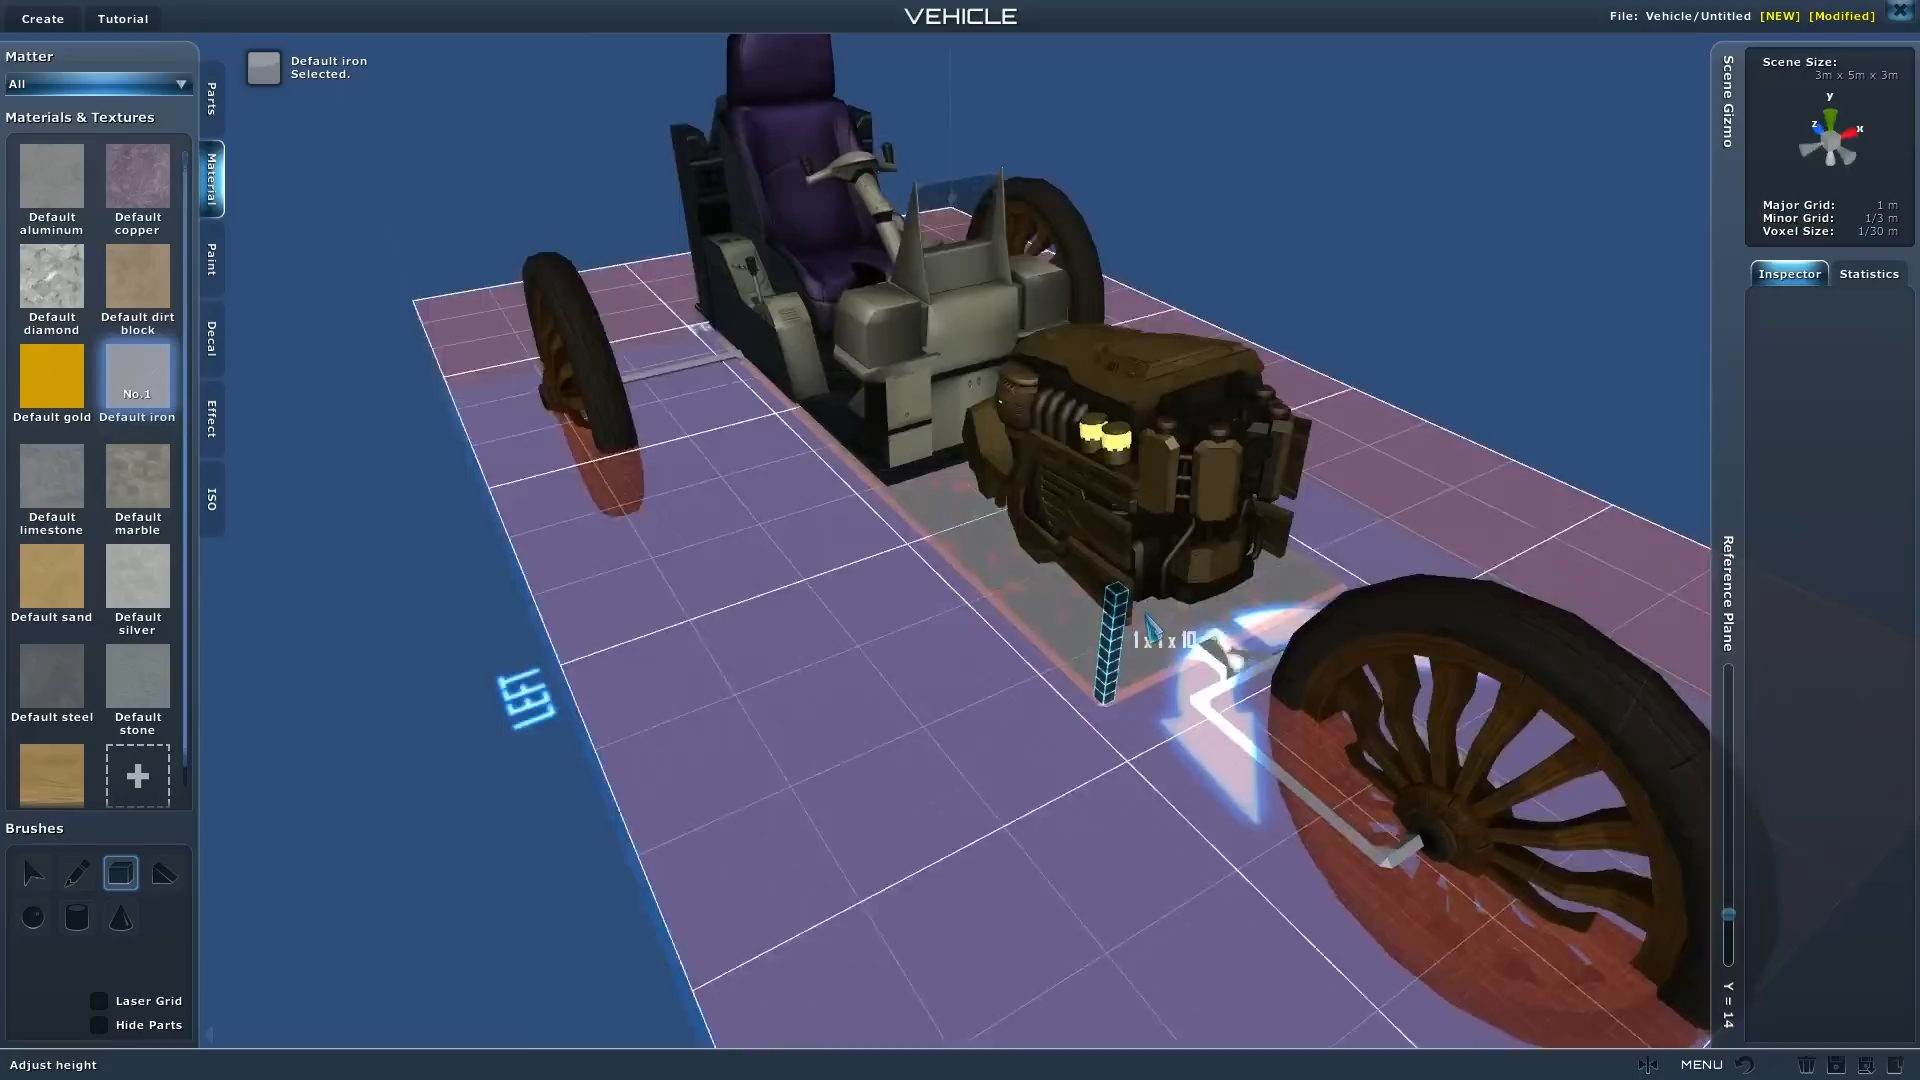 Create
Tutorial
VEHICLE
File: Vehicle/Untitled [NEW] [Modified]
Matter
All
Materials & Textures
Default aluminum
Default copper
Default diamond
Default dirt block
Default gold
No.1
Default iron
Default limestone
Default marble
Default sand
Default silver
Default steel
Default stone
Brushes
Laser Grid
Hide Parts
Adjust height
Parts
Material
Paint
Decal
Effect
ISO
Default iron
Selected.
1 x 1 x 10
LEFT
Scene Gizmo
Scene Size:
3m x 5m x 3m
y
z
x
Major Grid: 1 m
Minor Grid: 1/3 m
Voxel Size: 1/30 m
Inspector
Statistics
Reference Plane
Y = 14
MENU